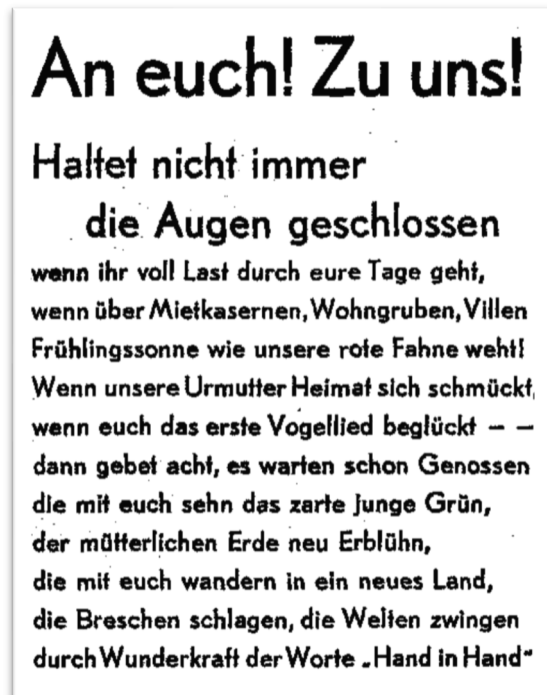 An euch! Zu uns!
Haltet nicht immer
die Augen geschlossen
wenn ihr voll Last durch eure Tage geht,
wenn über Mietkasernen, Wohngruben, Villen
Frühlingssonne wie unsere rote Fahne weht!
Wenn unsere Urmutter Heimat sich schmückt,
wenn euch das erste Vogellied beglückt — —
dann gebet acht, es warten schon Genossen
die mit euch sehn das zarte junge Grün,
der mütterlichen Erde neu Erblühn,
die mit euch wandern in ein neues Land,
die Breschen schlagen, die Welten zwingen
durch Wunderkraft der Worte „Hand in Hand"